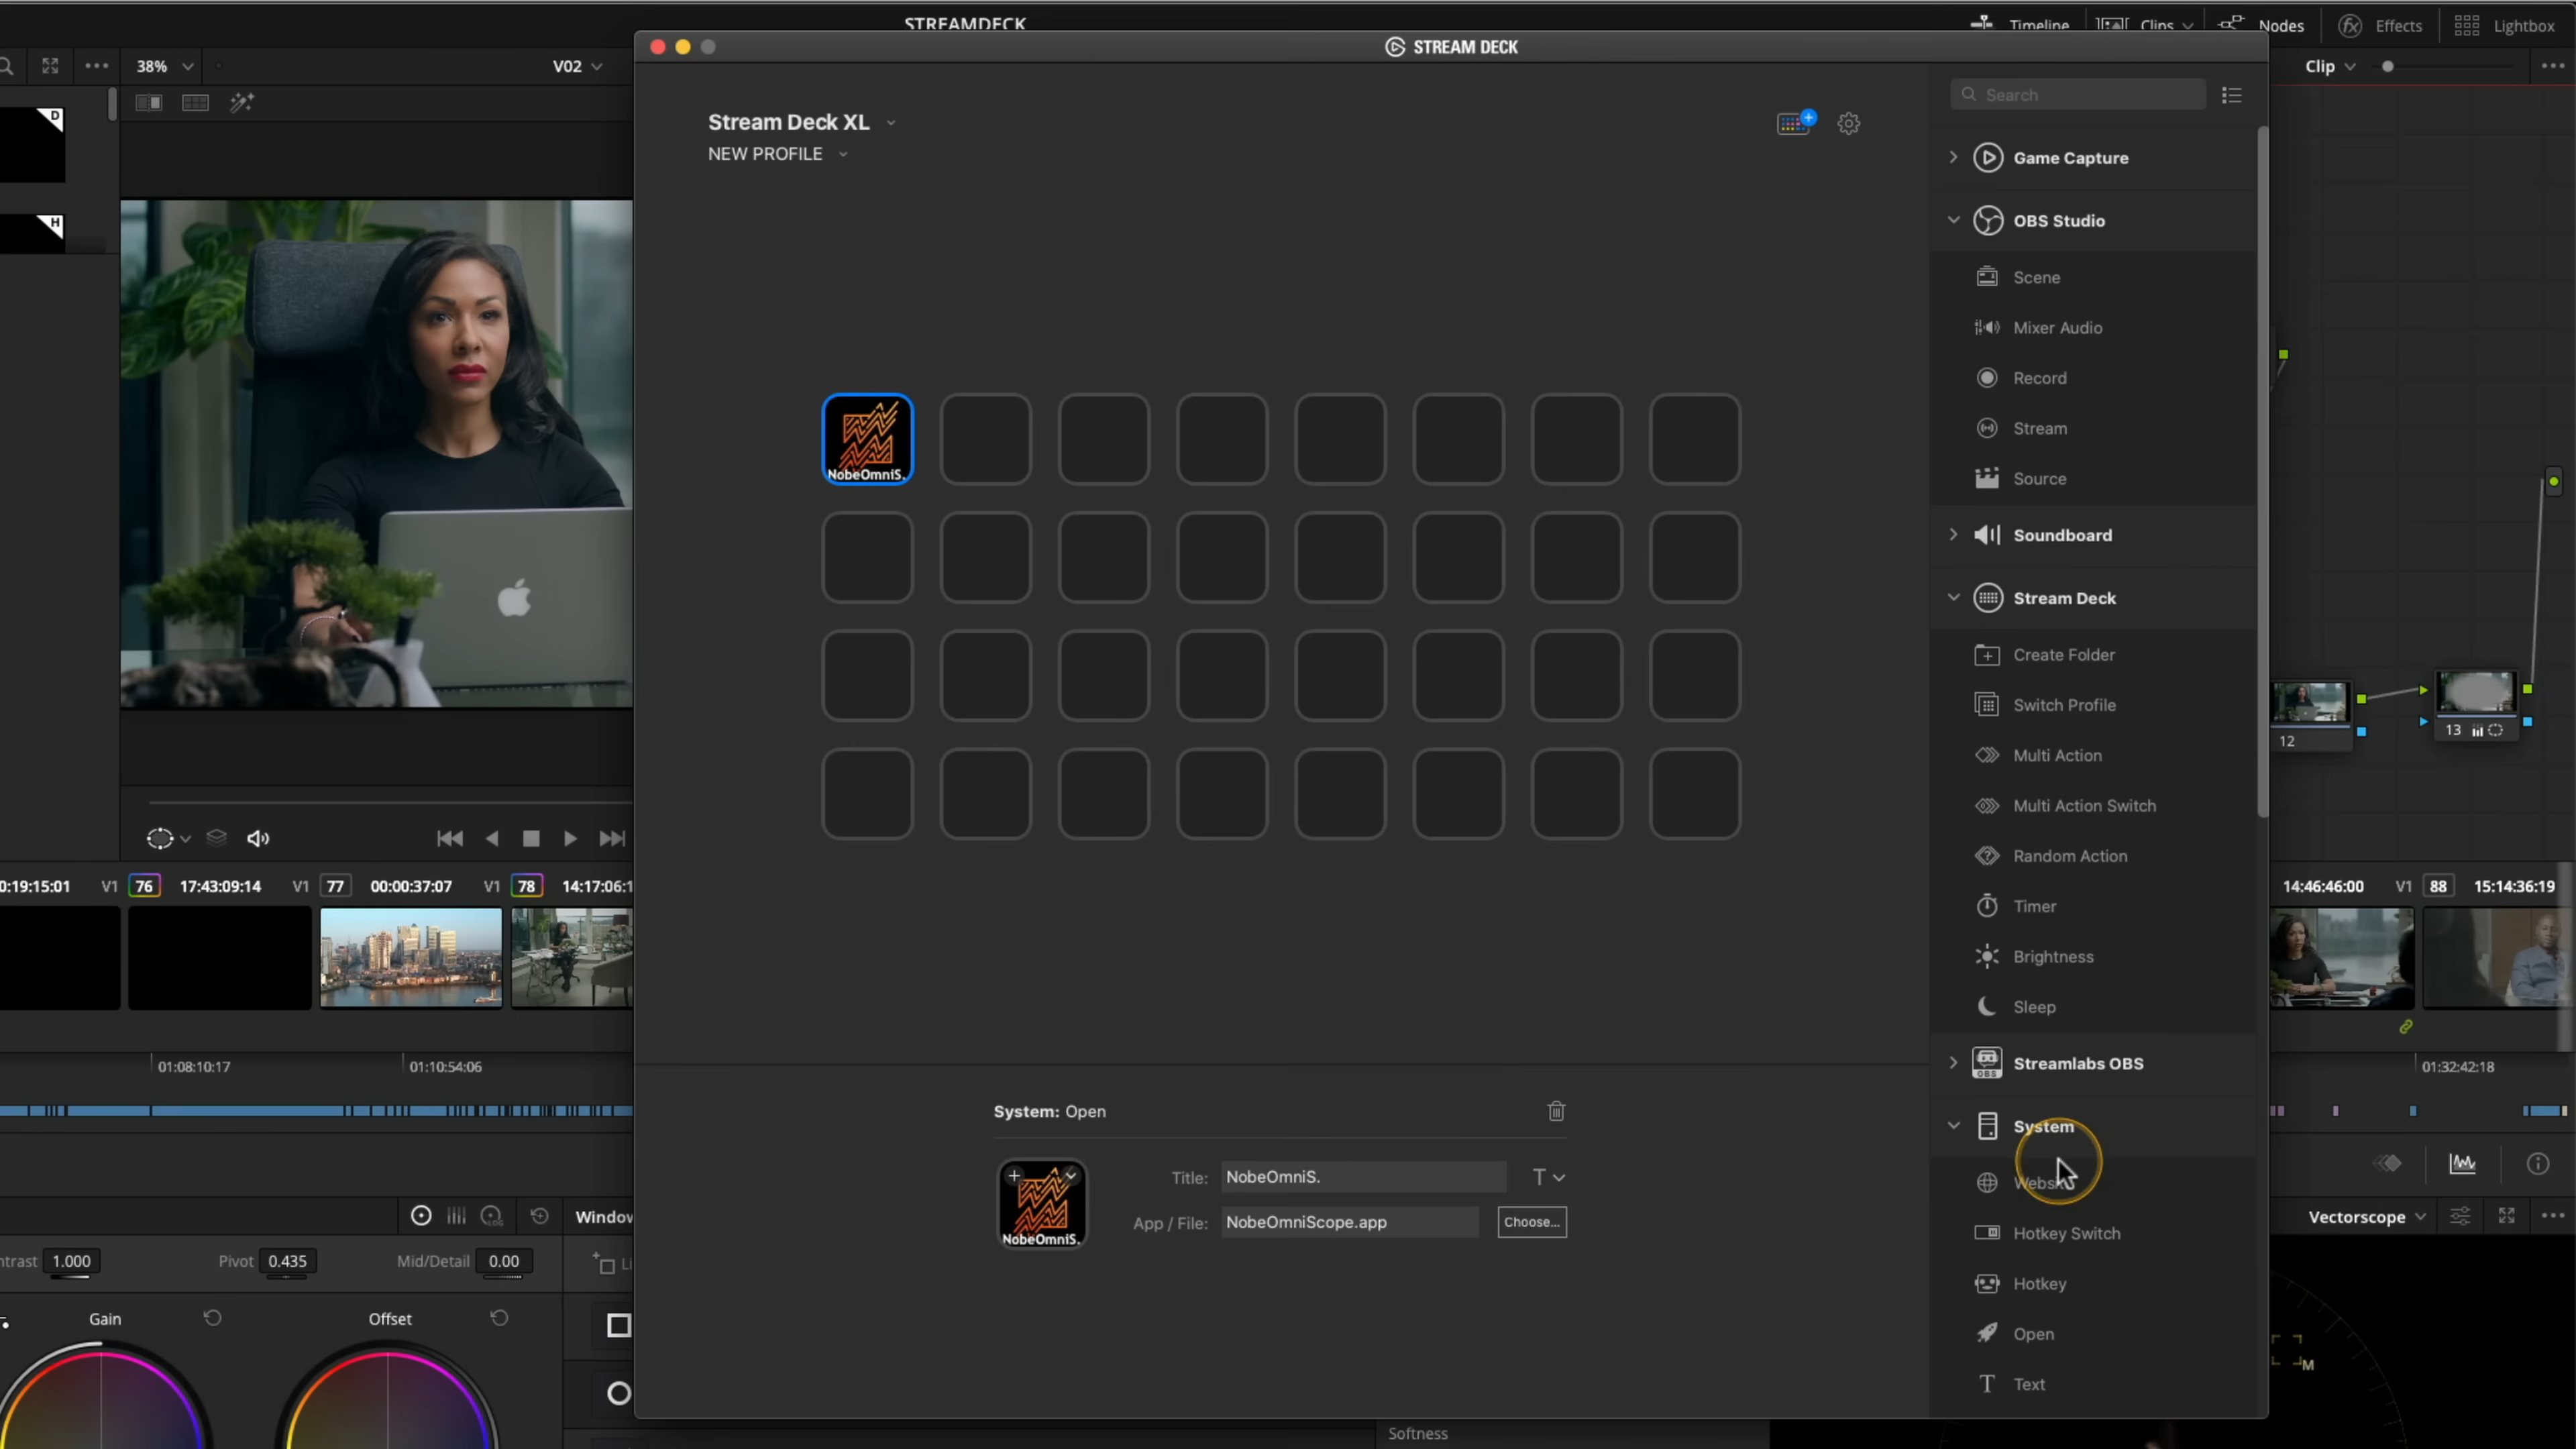 STREAMDECK
Timeline
Clips
Nodes
fx Effects
Lightbox
38%
V02
STREAM DECK
Clip
D
H
Stream Deck XL
NEW PROFILE
Search
Game Capture
OBS Studio
Scene
Mixer Audio
Record
Stream
Source
Soundboard
Stream Deck
Create Folder
Switch Profile
Multi Action
Multi Action Switch
Random Action
Timer
Brightness
Sleep
OBS
Streamlabs OBS
System
Hotkey Switch
Hotkey
Open
T Text
NobeOmniS.
12
13
0:19:15:01 V1 76 17:43:09:14 V1 77 00:00:37:07 V1 78 14:17:06:1
14:46:46:00 V1 88 15:14:36:19
01:08:10:17
01:10:54:06
01:32:42:18
System: Open
NobeOmniS.
Title: NobeOmniS. T
App / File: NobeOmniScope.app Choose...
LOG
Window
Vectorscope
ntrast 1.000 Pivot 0.435 Mid/Detail 0.00
Gain
Offset
M
Softness